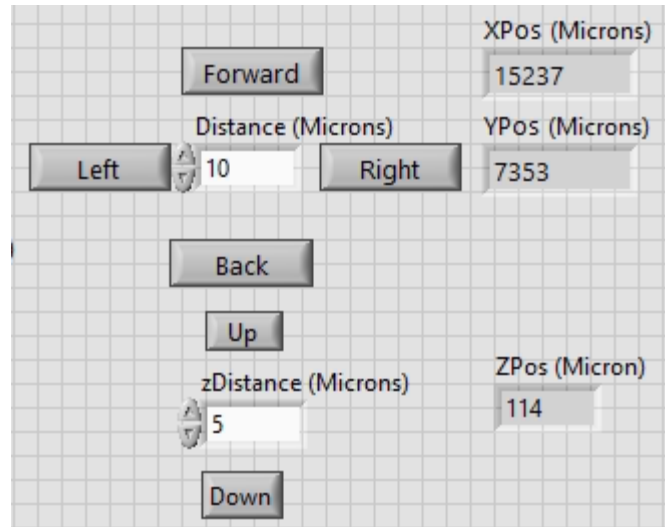 XPos (Microns)
Forward
15237
Distance (Microns)
YPos (Microns)
Left
10
Right
7353
Back
Up
zDistance (Microns)
ZPos (Micron)
5
114
Down